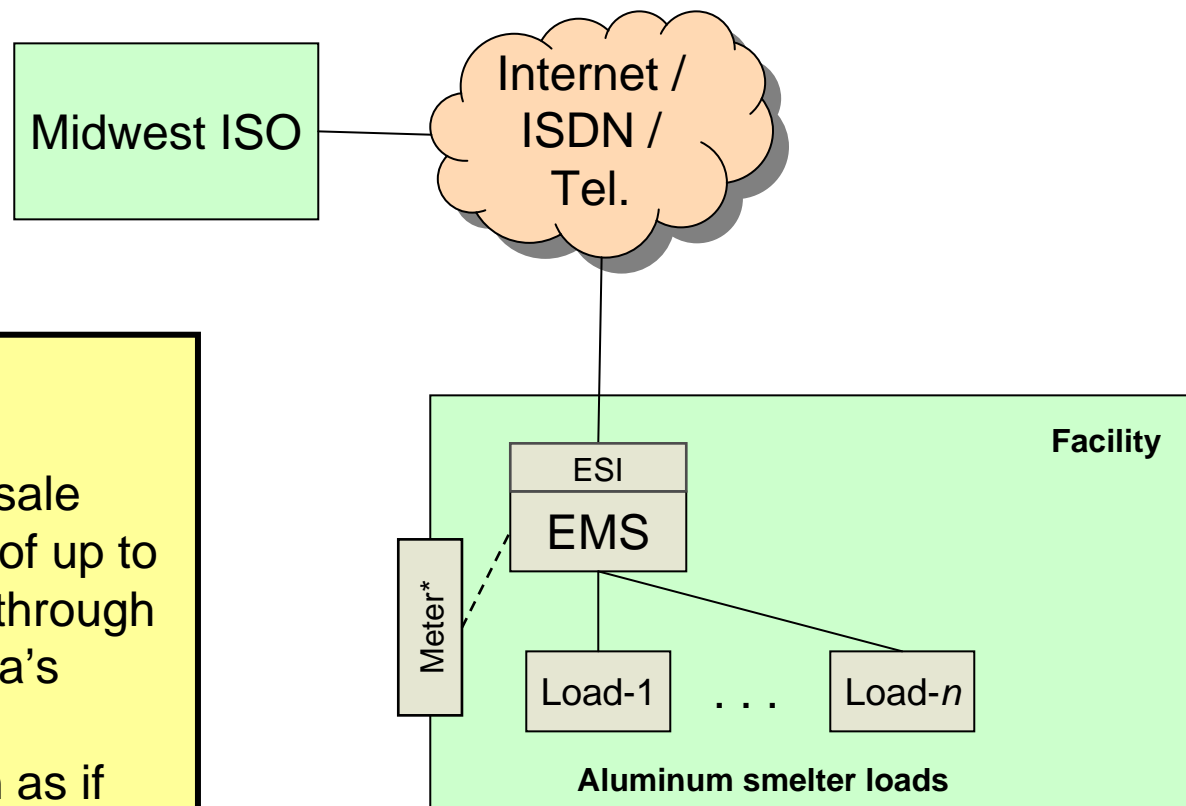 Midwest ISO
Internet /
ISDN /
Tel.
sale
of up to
through
a's
n as if
Facility
ESI
EMS
Meter*
Load-1
. . .
Load-n
Aluminum smelter loads